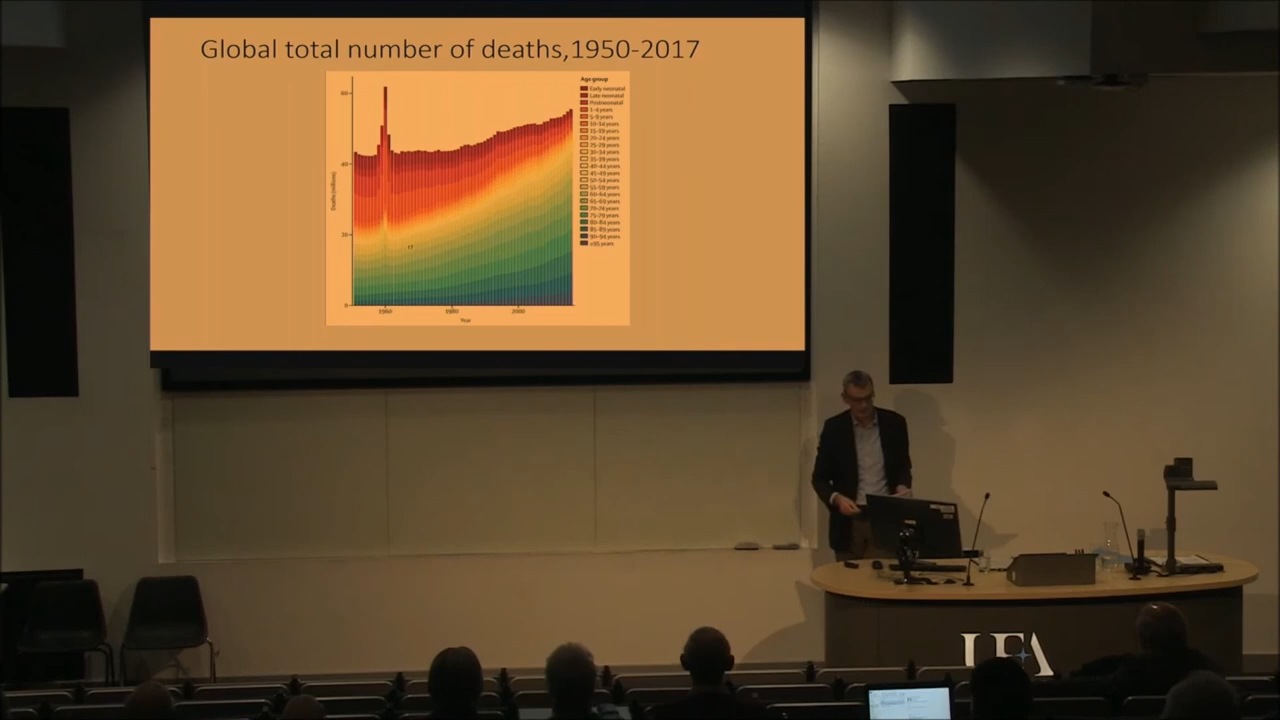 Global total number of deaths,1950-2017
Age group
Early neonatal
Late neonatal
Postneonatal
1–4 years
5–9 years
10–14 years
15–19 years
20–24 years
25–29 years
30–34 years
35–39 years
40–44 years
45–49 years
50–54 years
55–59 years
60–64 years
65–69 years
70–74 years
75–79 years
80–84 years
85–89 years
90–94 years
≥95 years
Deaths (millions)
60
40
20
0
1960
1980
2000
Year
UEA